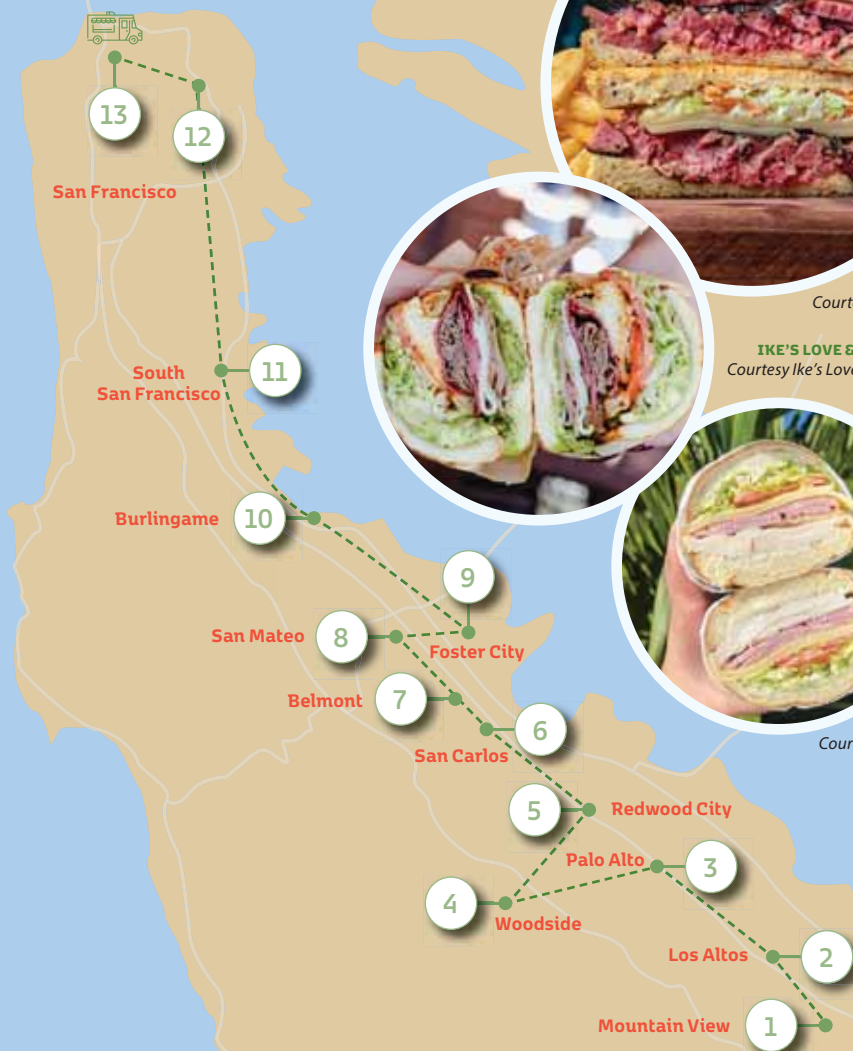 13
12
San Francisco
Court
IKE'S LOVE &
Courtesy Ike's Love
South
San Francisco
11
Burlingame
10
9
San Mateo
8
Foster City
Belmont
7
6
San Carlos
Cour
5
Redwood City
Palo Alto
3
4
Woodside
Los Altos
2
Mountain View
1